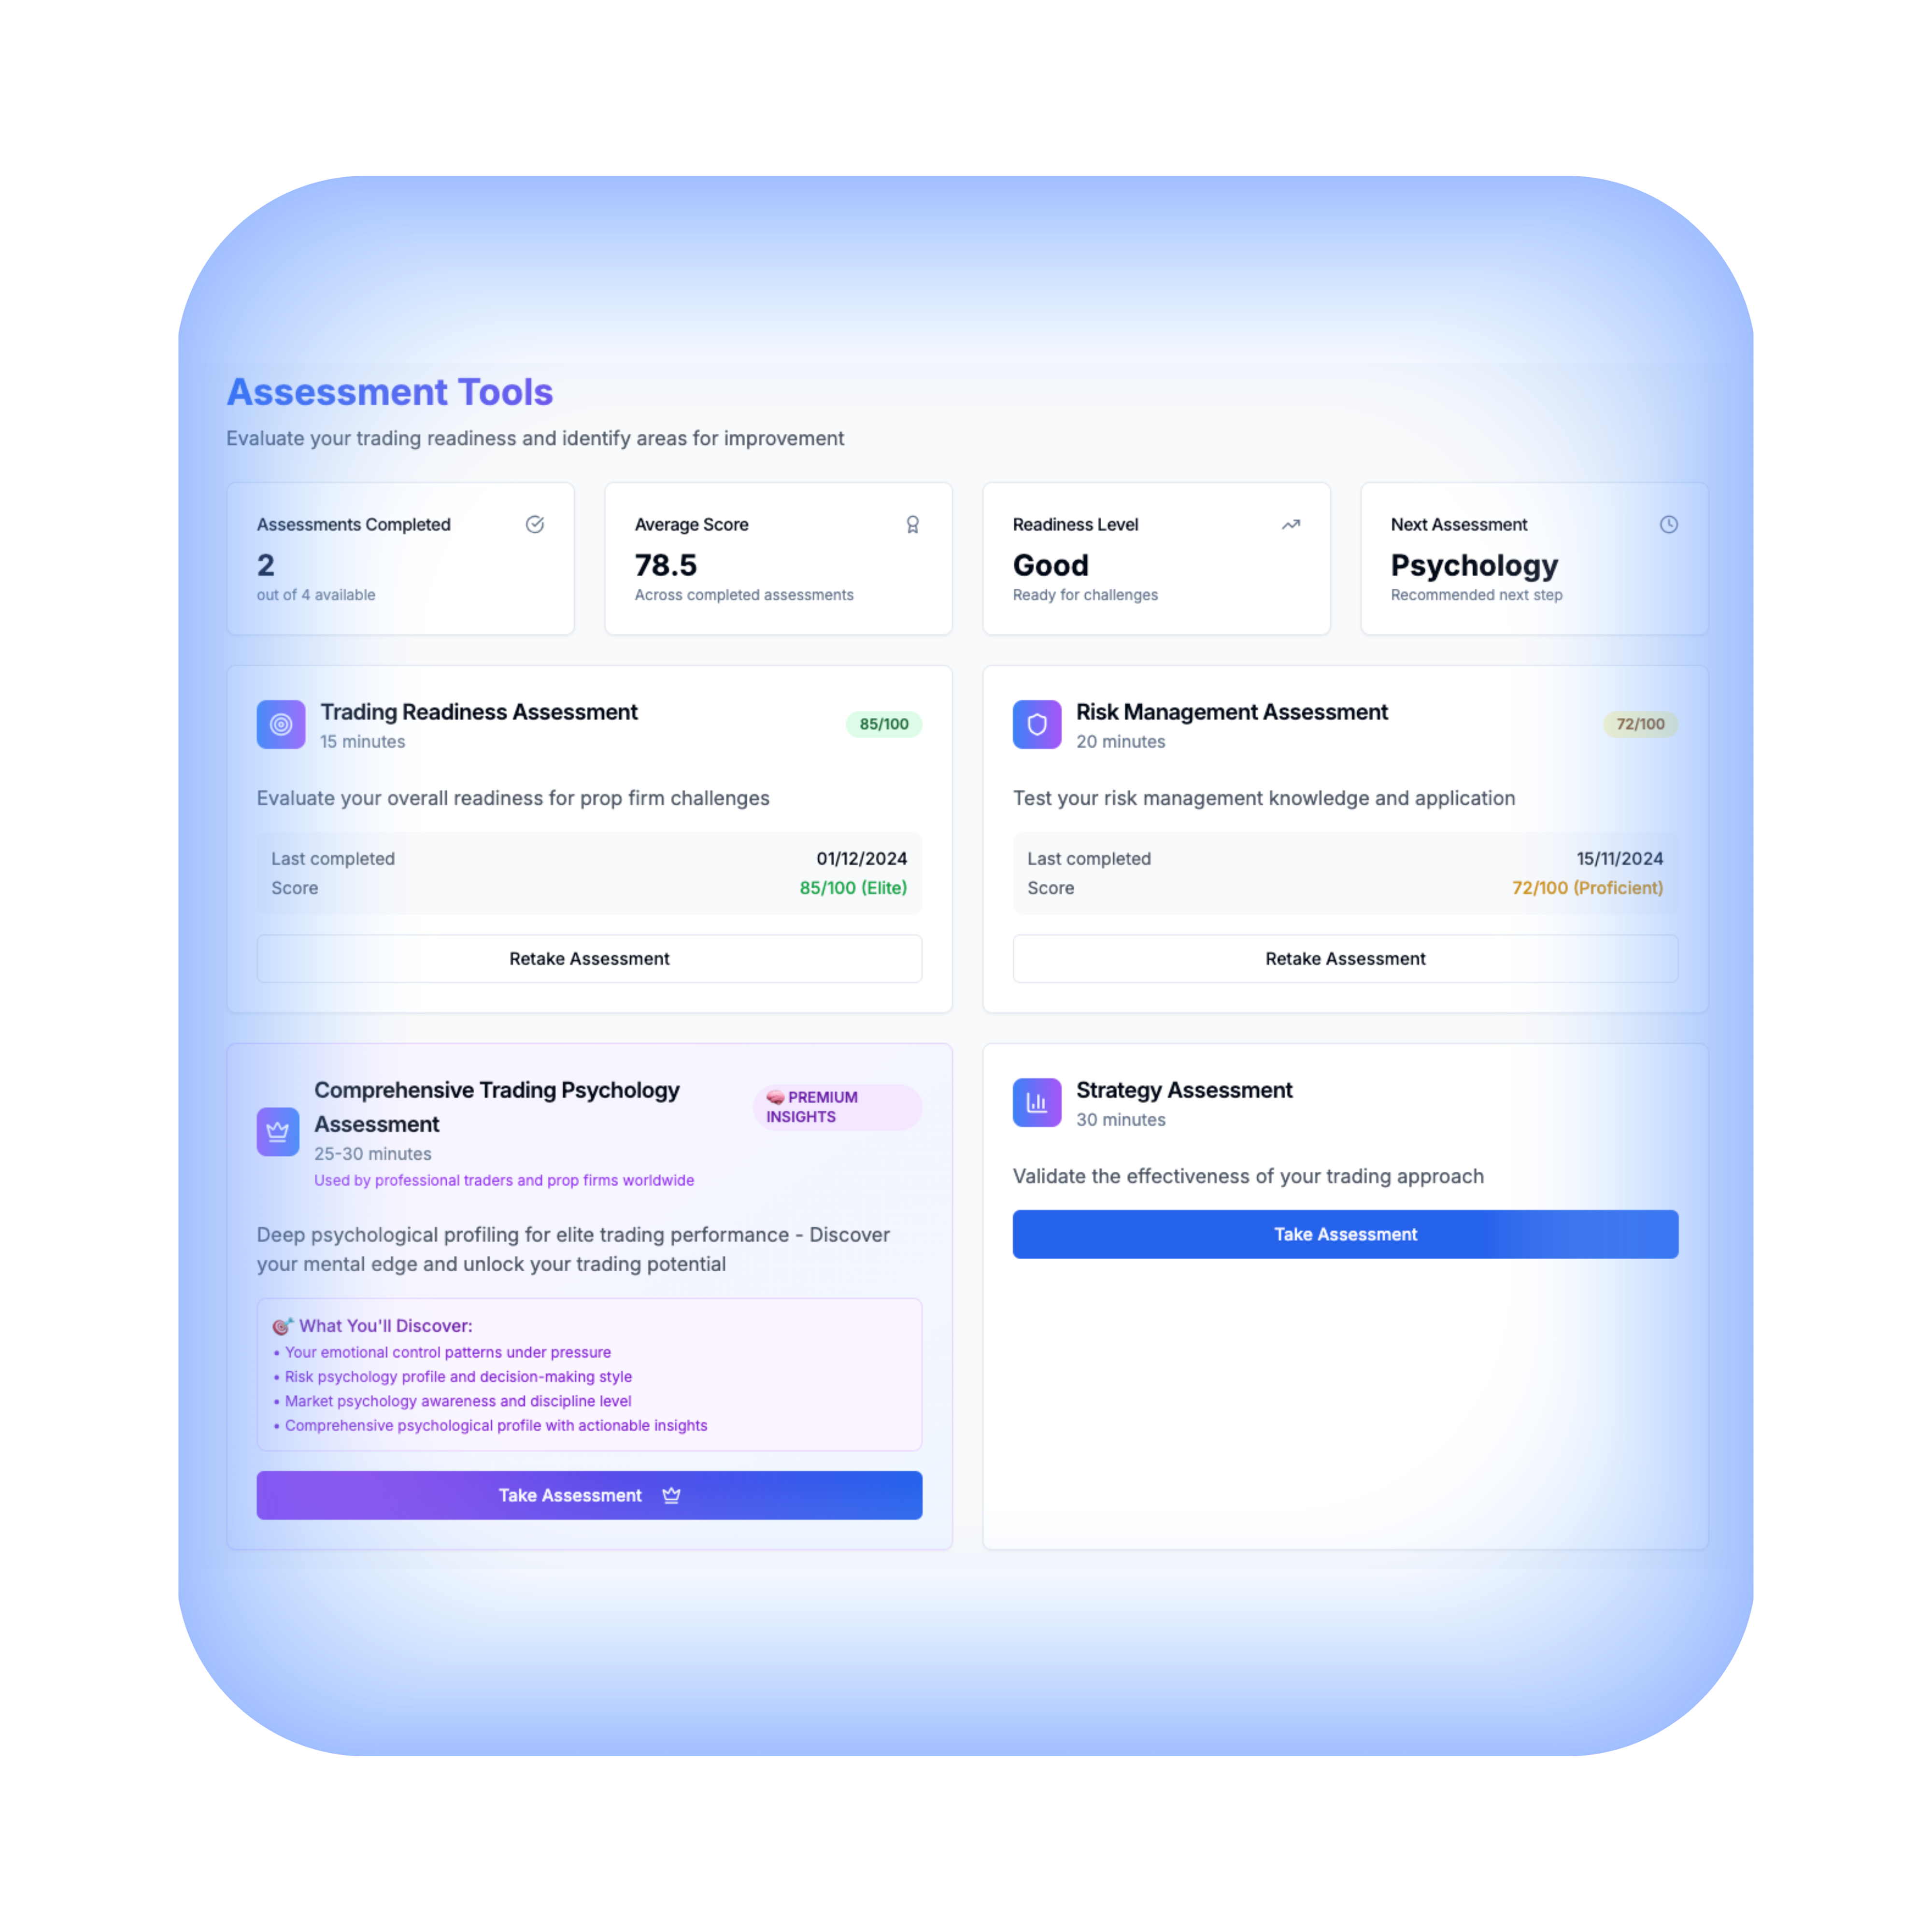 Assessment Tools
Evaluate your trading readiness and identify areas for improvement
Assessments Completed
2
out of 4 available
Average Score
78.5
Across completed assessments
Readiness Level
Good
Ready for challenges
Next Assessment
Psychology
Recommended next step
Trading Readiness Assessment
15 minutes
85/100
Evaluate your overall readiness for prop firm challenges
Last completed 01/12/2024
Score 85/100 (Elite)
Retake Assessment
Risk Management Assessment
20 minutes
72/100
Test your risk management knowledge and application
Last completed 15/11/2024
Score 72/100 (Proficient)
Retake Assessment
Comprehensive Trading Psychology
Assessment
25-30 minutes
Used by professional traders and prop firms worldwide
🧠 PREMIUM
INSIGHTS
Deep psychological profiling for elite trading performance - Discover
your mental edge and unlock your trading potential
🎯 What You'll Discover:
• Your emotional control patterns under pressure
• Risk psychology profile and decision-making style
• Market psychology awareness and discipline level
• Comprehensive psychological profile with actionable insights
Take Assessment
Strategy Assessment
30 minutes
Validate the effectiveness of your trading approach
Take Assessment